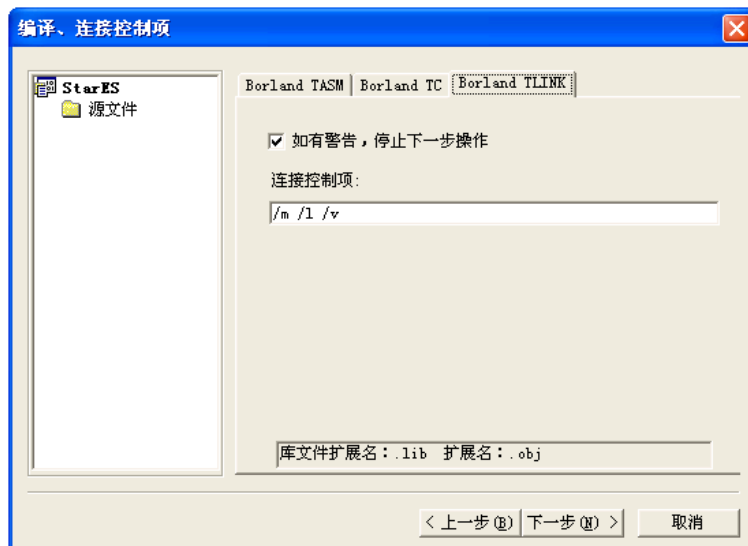 编译、连接控制项
StarES
源文件
Borland TASM Borland TC Borland TLINK
如有警告，停止下一步操作
连接控制项:
/m /l /v
库文件扩展名：.lib 扩展名：.obj
< 上一步(B) 下一步(N) > 取消